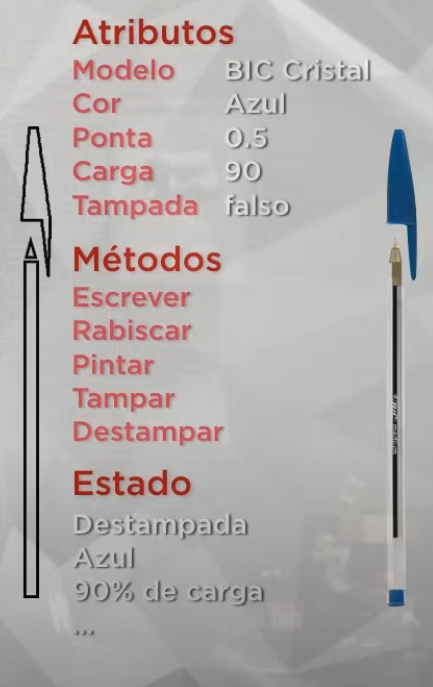 Atributos
Modelo BIC Cristal
Cor Azul
Ponta 0.5
Carga 90
Tampada falso
Métodos
Escrever
Rabiscar
Pintar
Tampar
Destampar
Estado
Destampada
Azul
90% de carga
...